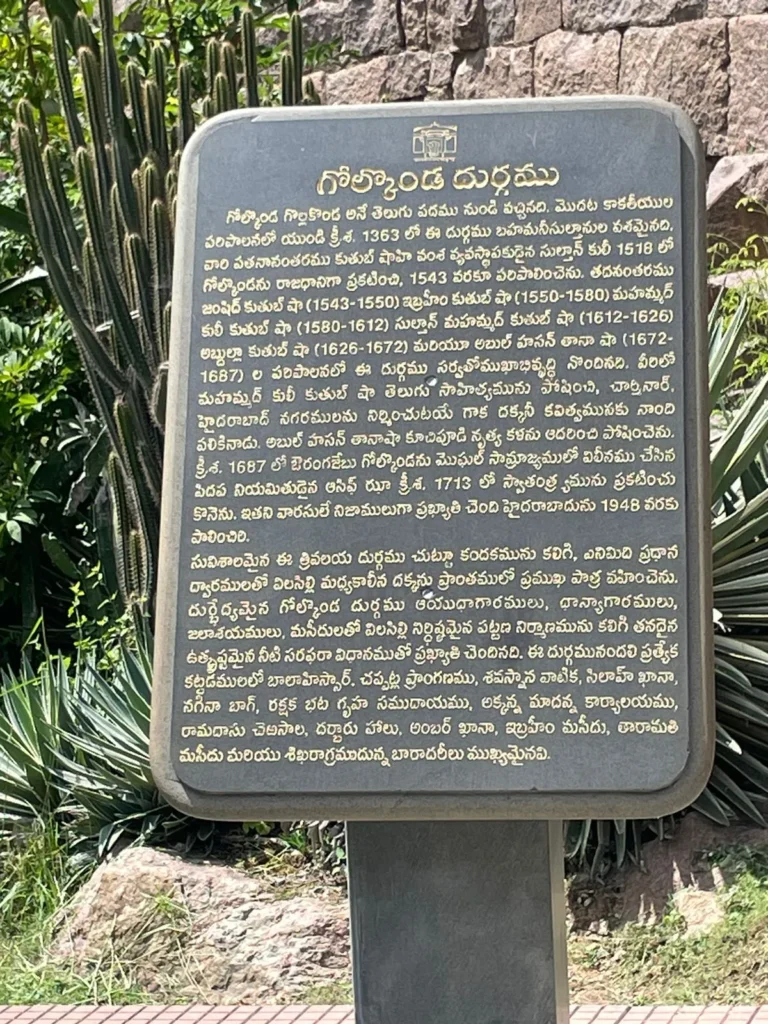 గోల్కొండ దుర్గము
గోల్కొండ గొల్లకొండ అనే తెలుగు పదము నుండి వచ్చినది. మొదట కాకతీయుల
పరిపాలనలో యుండి క్రీ.శ. 1363 లో ఈ దుర్గము బహమనీసుల్తానుల వశమైనది,
వారి పతనానంతరము కుతుబ్ షాహి వంశ వ్యవస్థాపకుడైన సుల్తాన్ కులీ 1518 లో
గోల్కొండను రాజధానిగా ప్రకటించి, 1543 వరకూ పరిపాలించెను. తదనంతరము
జంషిద్ కుతుబ్ షా (1543-1550) ఇబ్రహీం కుతుబ్ షా (1550-1580) మహమ్మద్
కులీ కుతుబ్ షా (1580-1612) సుల్తాన్ మహమ్మద్ కుతుబ్ షా (1612-1626)
అబ్దుల్లా కుతుబ్ షా (1626-1672) మరియూ అబుల్ హసన్ తానా షా (1672-
1687) ల పరిపాలనలో ఈ దుర్గము సర్వతోముఖాభివృద్ధి నొందినది. వీరిలో
మహమ్మద్ కులీ కుతుబ్ షా తెలుగు సాహిత్యమును పోషించి, చార్మినార్,
హైదరాబాద్ నగరములను నిర్మించుటయే గాక దక్కనీ కవిత్వమునకు నాంది
పలికినాడు. అబుల్ హసన్ తానాషా కూచిపూడి నృత్య కళను ఆదరించి పోషించెను.
క్రీ.శ. 1687 లో ఔరంగజేబు గోల్కొండను మొఘల్ సామ్రాజ్యములో విలీనము చేసిన
పిదప నియమితుడైన ఆసిఫ్ ఝా క్రీ.శ. 1713 లో స్వాతంత్ర్యమును ప్రకటించు
కొనెను. ఇతని వారసులే నిజాములుగా ప్రఖ్యాతి చెంది హైదరాబాదును 1948 వరకు
పాలించిరి.
సువిశాలమైన ఈ త్రివలయ దుర్గము చుట్టూ కందకమును కలిగి, ఎనిమిది ప్రధాన
ద్వారములతో విలసిల్లి మధ్యకాలీన దక్కను ప్రాంతములో ప్రముఖ పాత్ర వహించెను.
దుర్భేద్యమైన గోల్కొండ దుర్గము ఆయుధాగారములు, ధాన్యాగారములు,
జలాశయములు, మసీదులతో విలసిల్లి నిర్ధిష్టమైన పట్టణ నిర్మాణమును కలిగి తనదైన
ఉత్కృష్టమైన నీటి సరఫరా విధానముతో ప్రఖ్యాతి చెందినది. ఈ దుర్గమునందలి ప్రత్యేక
కట్టడములలో బాలాహిస్సార్, చప్పట్ల ప్రాంగణము, శవస్నాన వాటిక, సిలాహ్ ఖానా,
నగీనా బాగ్, రక్షక భట గృహ సముదాయము, అక్కన్న మాదన్న కార్యాలయము,
రామదాసు చెఱసాల, దర్బారు హాలు, అంబర్ ఖానా, ఇబ్రహీం మసీదు, తారామతి
మసీదు మరియు శిఖరాగ్రముదున్న బారాదరీలు ముఖ్యమైనవి.